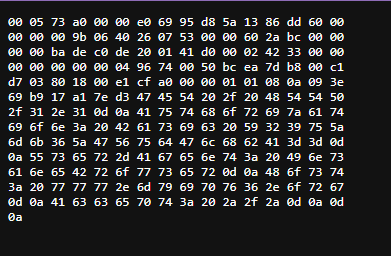 00 05 73 a0 00 00 e0 69 95 d8 5a 13 86 dd 60 00
00 00 00 9b 06 40 26 07 53 00 00 60 2a bc 00 00
00 00 ba de c0 de 20 01 41 d0 00 02 42 33 00 00
00 00 00 00 00 04 96 74 00 50 bc ea 7d b8 00 c1
d7 03 80 18 00 e1 cf a0 00 00 01 01 08 0a 09 3e
69 b9 17 a1 7e d3 47 45 54 20 2f 20 48 54 54 50
2f 31 2e 31 0d 0a 41 75 74 68 6f 72 69 7a 61 74
69 6f 6e 3a 20 42 61 73 69 63 20 59 32 39 75 5a
6d 6b 36 5a 47 56 75 64 47 6c 68 62 41 3d 3d 0d
0a 55 73 65 72 2d 41 67 65 6e 74 3a 20 49 6e 73
61 6e 65 42 72 6f 77 73 65 72 0d 0a 48 6f 73 74
3a 20 77 77 77 2e 6d 79 69 70 76 36 2e 6f 72 67
0d 0a 41 63 63 65 70 74 3a 20 2a 2f 2a 0d 0a 0d
0a